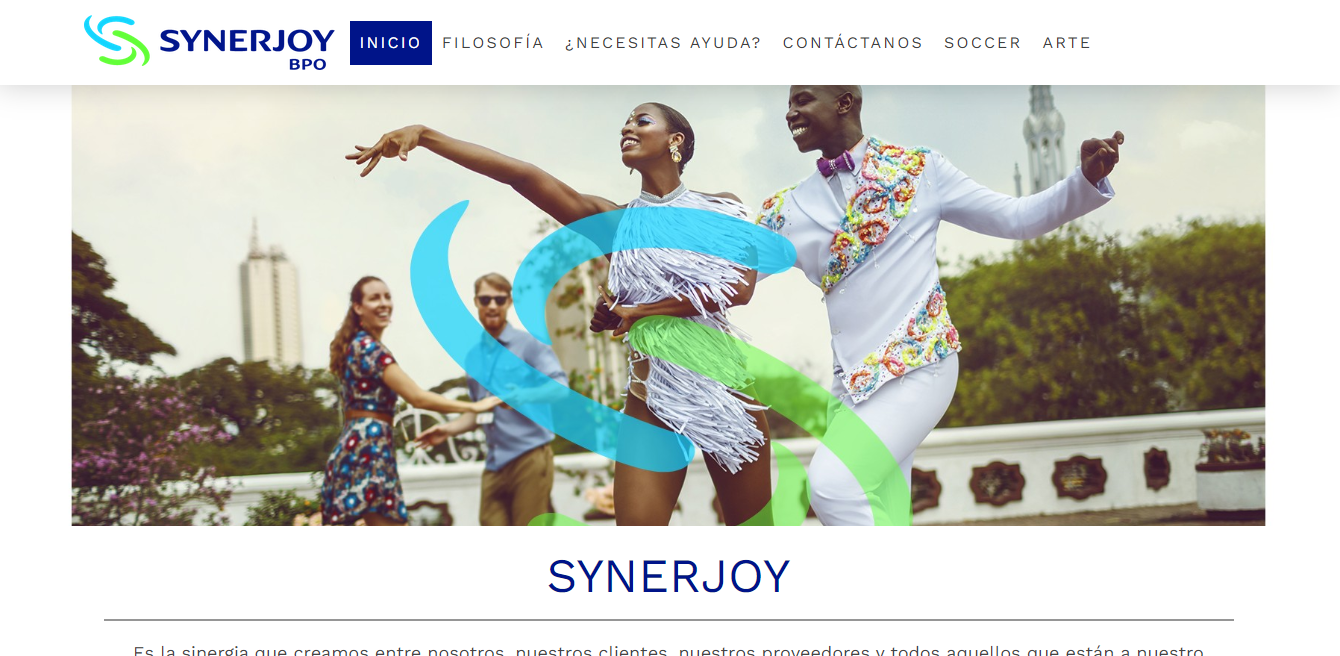 SYNERJOY
BPO
INICIO FILOSOFÍA ¿NECESITAS AYUDA? CONTÁCTANOS SOCCER ARTE
SYNERJOY
Es la sinergia que creamos entre nosotros, nuestros clientes, nuestros proveedores y todos aquellos que están a nuestro